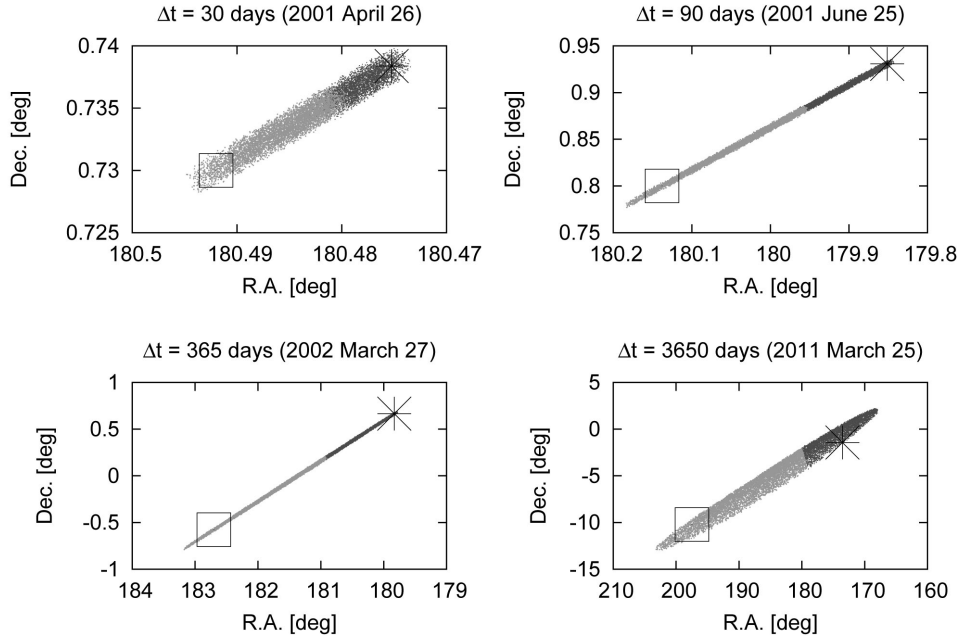 Δt = 30 days (2001 April 26)
Dec. [deg]
0.74
0.735
0.73
0.725
180.5 180.49 180.48 180.47
R.A. [deg]
Δt = 90 days (2001 June 25)
Dec. [deg]
0.95
0.9
0.85
0.8
0.75
180.2 180.1 180 179.9 179.8
R.A. [deg]
Δt = 365 days (2002 March 27)
Dec. [deg]
1
0.5
0
-0.5
-1
184 183 182 181 180 179
R.A. [deg]
Δt = 3650 days (2011 March 25)
Dec. [deg]
5
0
-5
-10
-15
210 200 190 180 170 160
R.A. [deg]